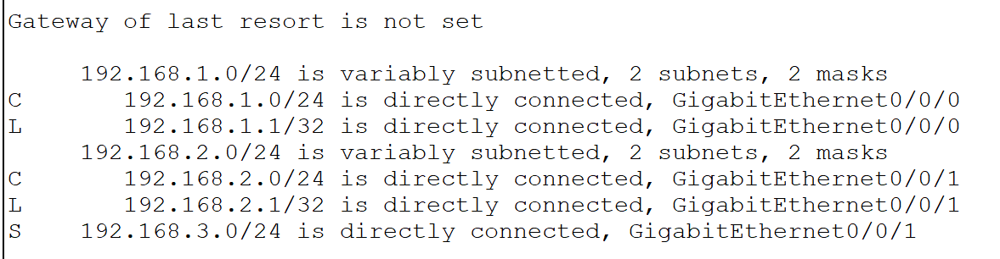 Gateway of last resort is not set
192.168.1.0/24 is variably subnetted, 2 subnets, 2 masks
C 192.168.1.0/24 is directly connected, GigabitEthernet0/0/0
L 192.168.1.1/32 is directly connected, GigabitEthernet0/0/0
192.168.2.0/24 is variably subnetted, 2 subnets, 2 masks
C 192.168.2.0/24 is directly connected, GigabitEthernet0/0/1
L 192.168.2.1/32 is directly connected, GigabitEthernet0/0/1
S 192.168.3.0/24 is directly connected, GigabitEthernet0/0/1